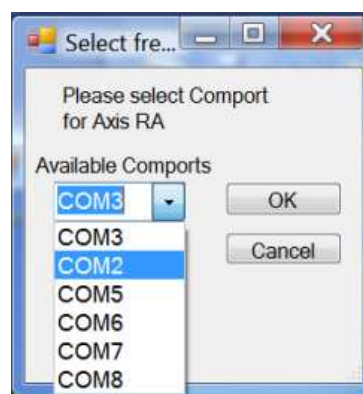 Select fre...
Please select Comport
for Axis RA
Available Comports
COM3
OK
COM3
COM2
Cancel
COM5
COM6
COM7
COM8